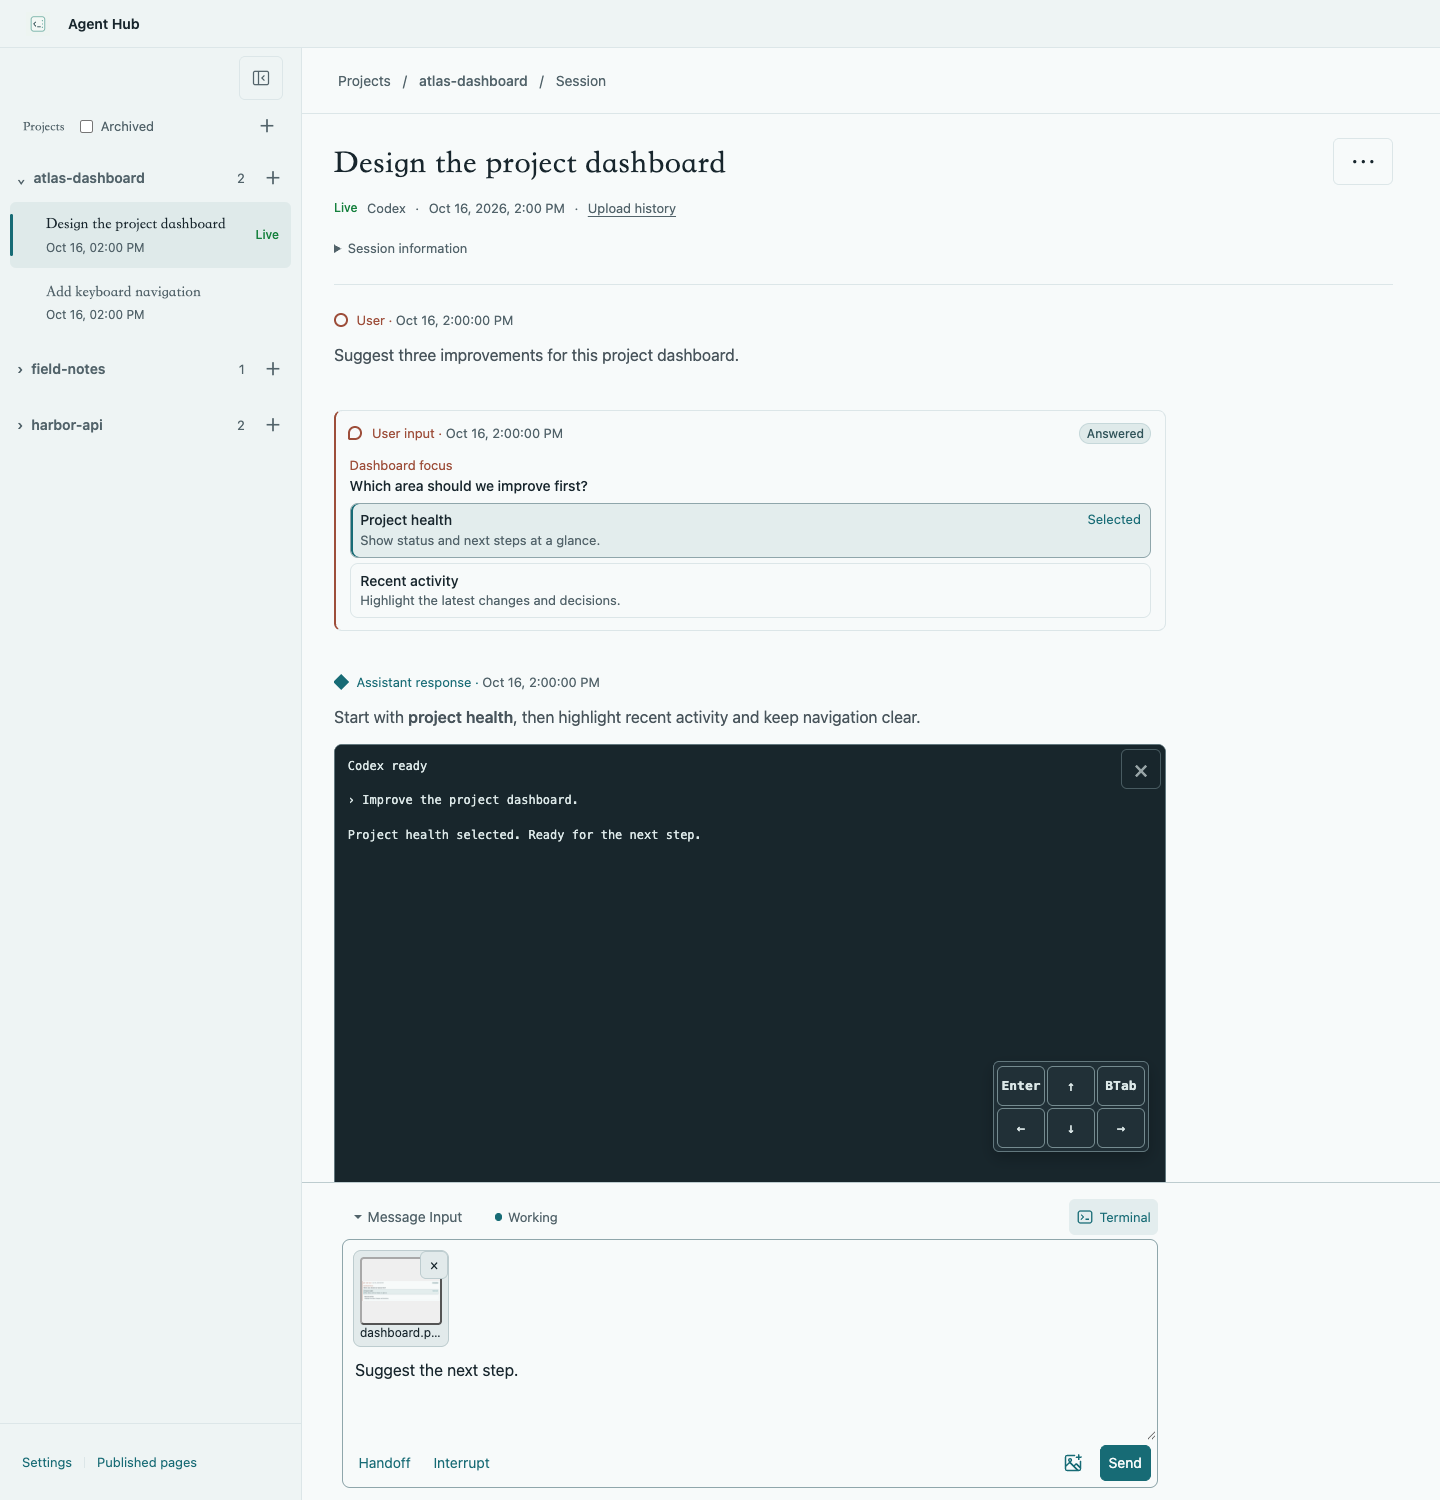 Agent Hub
Projects / atlas-dashboard / Session
Projects Archived
atlas-dashboard 2
Design the project dashboard
Oct 16, 02:00 PM
Live
Add keyboard navigation
Oct 16, 02:00 PM
field-notes 1
harbor-api 2
Settings
Published pages
Design the project dashboard
...
Live Codex · Oct 16, 2026, 2:00 PM · Upload history
Session information
User · Oct 16, 2:00:00 PM
Suggest three improvements for this project dashboard.
User input · Oct 16, 2:00:00 PM
Answered
Dashboard focus
Which area should we improve first?
Project health
Selected
Show status and next steps at a glance.
Recent activity
Highlight the latest changes and decisions.
Assistant response · Oct 16, 2:00:00 PM
Start with project health, then highlight recent activity and keep navigation clear.
Codex ready
› Improve the project dashboard.
Project health selected. Ready for the next step.
Enter ↑ BTab
← ↓ →
Message Input
Working
Terminal
dashboard.p...
Suggest the next step.
Handoff Interrupt
Send